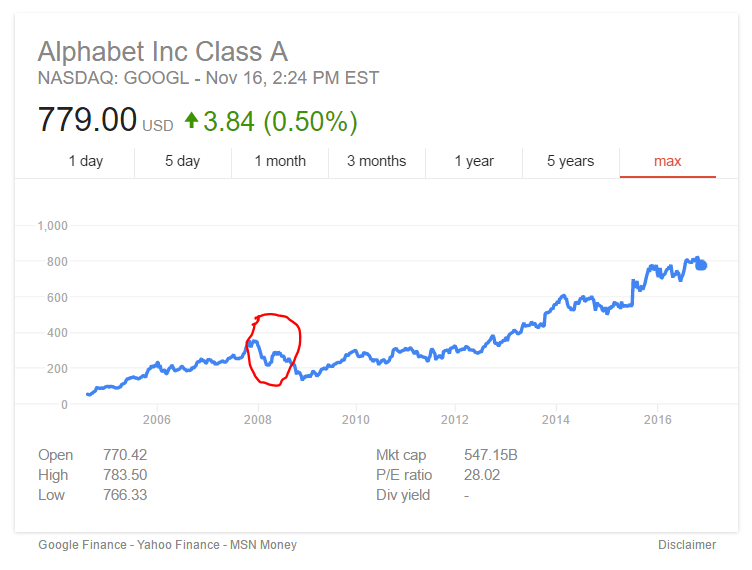 Alphabet Inc Class A
NASDAQ: GOOGL - Nov 16, 2:24 PM EST
779.00 USD 3.84 (0.50%)
1 day 5 day 1 month 3 months 1 year 5 years max
1,000
800
600
400
200
0
2006 2008 2010 2012 2014 2016
Open 770.42 Mkt cap 547.15B
High 783.50 P/E ratio 28.02
Low 766.33 Div yield -
Google Finance - Yahoo Finance - MSN Money Disclaimer